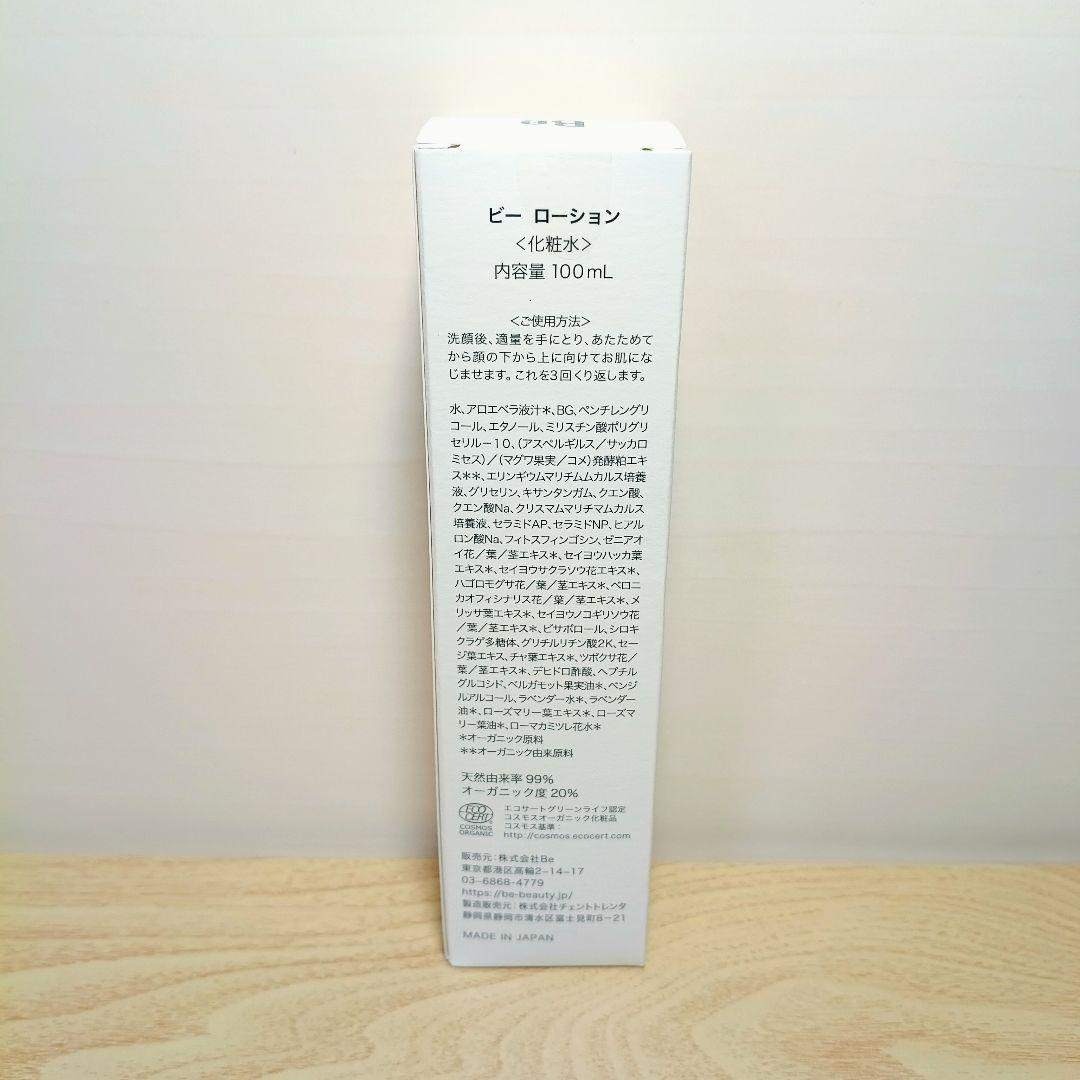 ビー ローション
＜化粧水＞
内容量 100mL
＜ご使用方法＞
洗顔後、適量を手にとり、あたためて
から顔の下から上に向けてお肌にな
じませます。これを3回くり返します。
水、アロエベラ液汁＊、BG、ペンチレングリ
コール、エタノール、ミリスチン酸ポリグリ
セリル－10、（アスペルギルス／サッカロ
ミセス）／（マグワ果実／コメ）発酵粕エキ
ス＊＊、エリンギウムマリチムムカルス培養
液、グリセリン、キサンタンガム、クエン酸、
クエン酸Na、クリスマムマリチマムカルス
培養液、セラミドAP、セラミドNP、ヒアル
ロン酸Na、フィトスフィンゴシン、ゼニアオ
イ花／葉／茎エキス＊、セイヨウハッカ葉
エキス＊、セイヨウサクラソウ花エキス＊、
ハゴロモグサ花／葉／茎エキス＊、ベロニ
カオフィシナリス花／葉／茎エキス＊、メ
リッサ葉エキス＊、セイヨウノコギリソウ花
／葉／茎エキス＊、ビサボロール、シロキ
クラゲ多糖体、グリチルリチン酸2K、セー
ジ葉エキス、チャ葉エキス＊、ツボクサ花／
葉／茎エキス＊、デヒドロ酢酸、ヘプチル
グルコシド、ベルガモット果実油＊、ベンジ
ルアルコール、ラベンダー水＊、ラベンダー
油＊、ローズマリー葉エキス＊、ローズマ
リー葉油＊、ローマカミツレ花水＊
＊オーガニック原料
＊＊オーガニック由来原料
天然由来率 99%
オーガニック度 20%
ECO
CERT
COSMOS
ORGANIC
エコサートグリーンライフ認定
コスモスオーガニック化粧品
コスモス基準：
http://cosmos.ecocert.com
販売元：株式会社Be
東京都港区高輪2-14-17
03-6868-4779
https://be-beauty.jp/
製造販売元：株式会社チェントトレンタ
静岡県静岡市清水区富士見町8-21
MADE IN JAPAN